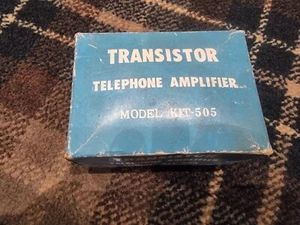 TRANSISTOR
TELEPHONE AMPLIFIER
MODEL KIT-505